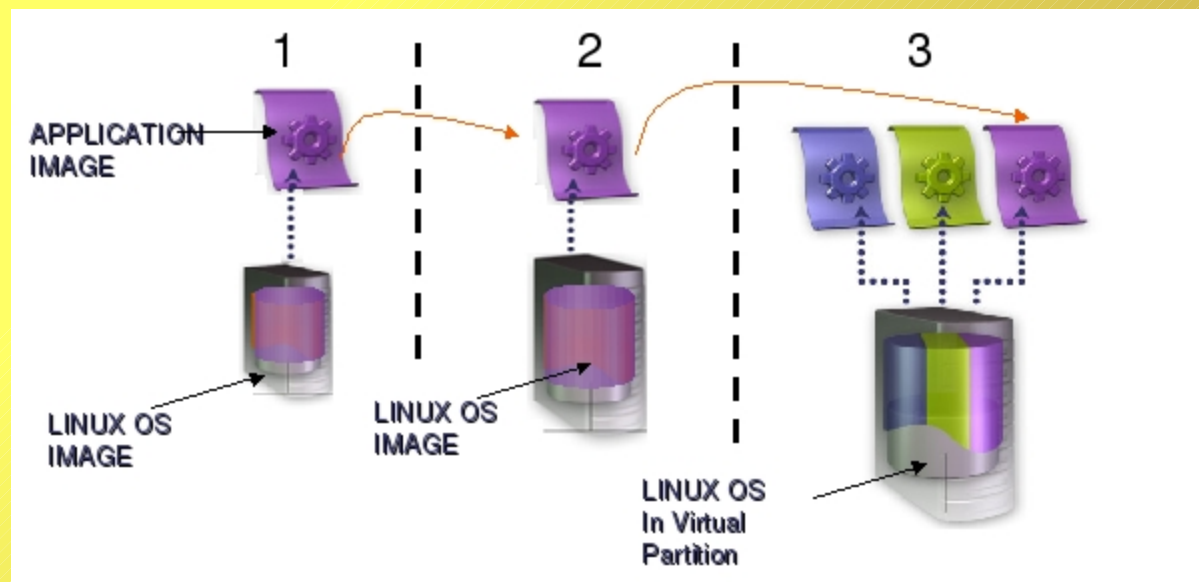 1
2
3
APPLICATION
IMAGE
LINUX OS
IMAGE
LINUX OS
IMAGE
LINUX OS
In Virtual
Partition